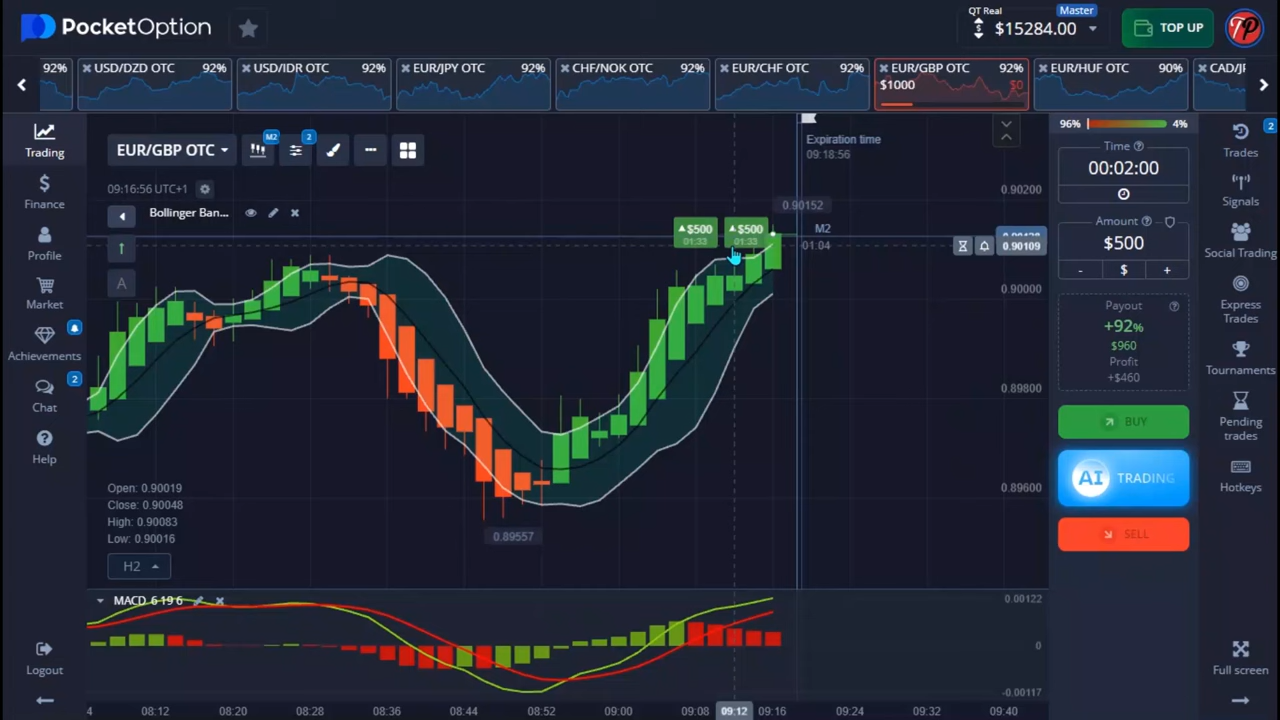 PocketOption
QT Real
Master
$15284.00
TOP UP
92%
USD/DZD OTC 92%
USD/IDR OTC 92%
EUR/JPY OTC 92%
CHF/NOK OTC 92%
EUR/CHF OTC 92%
EUR/GBP OTC 92%
$1000 $0
EUR/HUF OTC 90%
Trading
Finance
Profile
Market
Achievements
2
Chat
Help
Logout
EUR/GBP OTC
M2
2
09:16:56 UTC+1
Bollinger Ban...
A
Expiration time
09:18:56
0.90200
0.90152
$500
01:33
$500
01:33
M2
01:04
0.90109
0.90000
0.89800
0.89600
0.89557
Open: 0.90019
Close: 0.90048
High: 0.90083
Low: 0.90016
H2
MACD 6 19 6
0.00122
0
-0.00117
4 08:12 08:20 08:28 08:36 08:44 08:52 09:00 09:08 09:12 09:16 09:24 09:32 09:40
96% 4%
Time
00:02:00
Amount
$500
- $ +
Payout
+92%
$960
Profit
+$460
BUY
AI TRADING
SELL
2
Trades
Signals
Social Trading
Express
Trades
Tournaments
Pending
trades
Hotkeys
Full screen